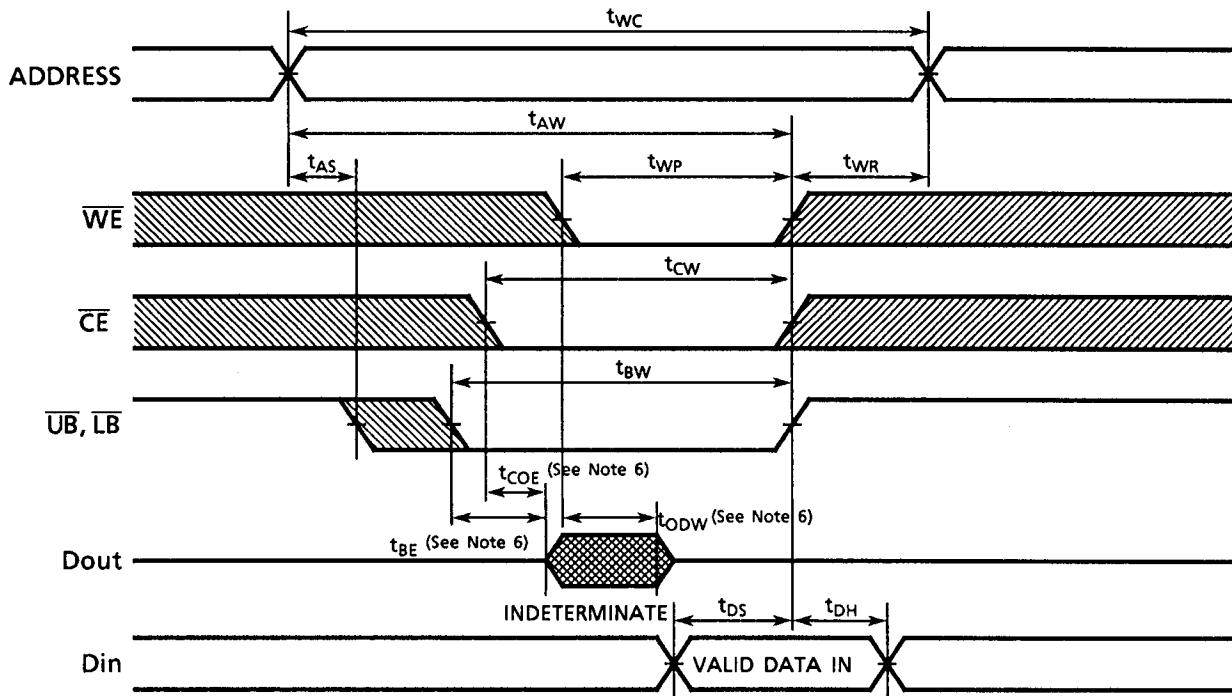 tWC
ADDRESS
tAW
tAS
tWP
tWR
WE
tCW
CE
tBW
UB, LB
tCOE (See Note 6)
tODW (See Note 6)
tBE (See Note 6)
Dout
INDETERMINATE
tDS
tDH
Din
VALID DATA IN